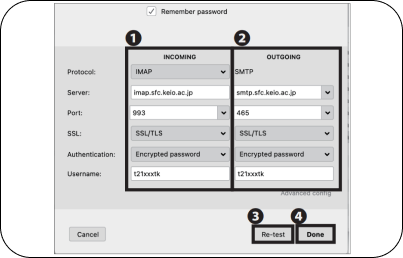 Remember password
1 2
INCOMING OUTGOING
Protocol: IMAP SMTP
Server: imap.sfc.keio.ac.jp smtp.sfc.keio.ac.jp
Port: 993 465
SSL: SSL/TLS SSL/TLS
Authentication: Encrypted password Encrypted password
Username: t21xxxtk t21xxxtk
Advanced config
3 4
Cancel Re-test Done